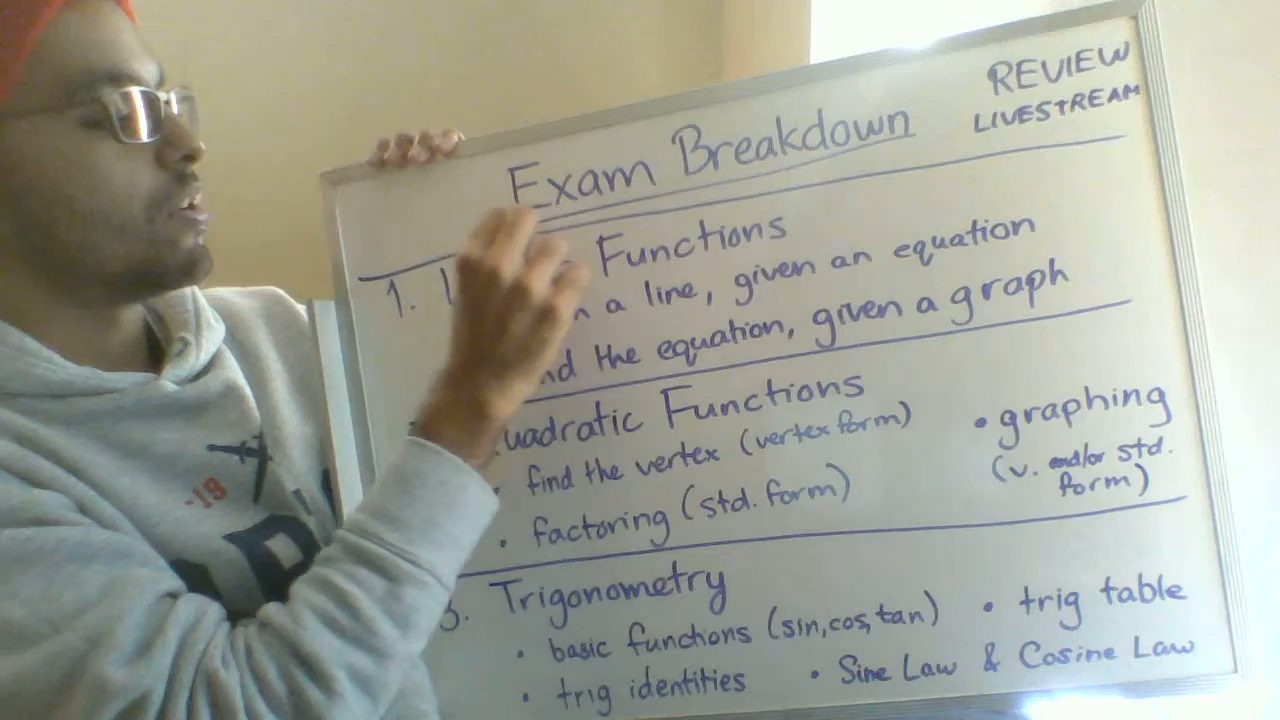 REVIEW
LIVESTREAM
Exam Breakdown
1. Functions
a line, given an equation
the equation, given a graph
Functions
• find the vertex (vertex form)
• factoring (std. form)
• graphing
(v. and/or std.
form)
3. Trigonometry
• basic functions (sin, cos, tan)
• trig table
• trig identities
• Sine Law & Cosine Law
-19